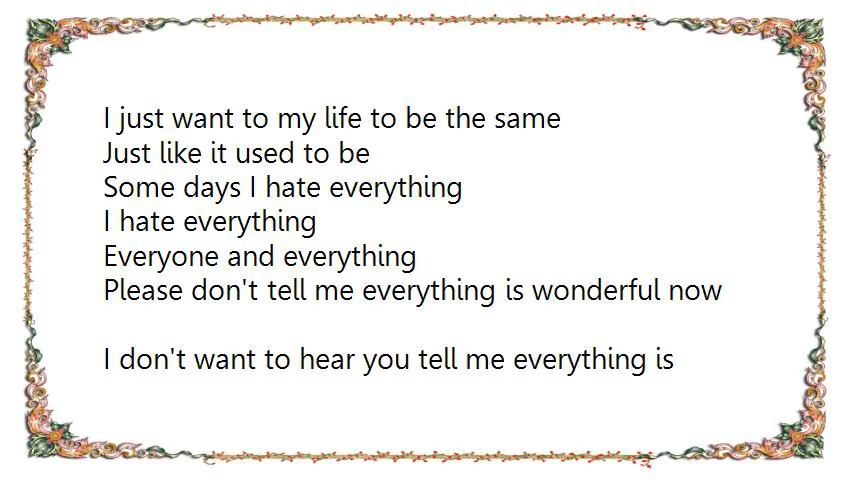 I just want to my life to be the same
Just like it used to be
Some days I hate everything
I hate everything
Everyone and everything
Please don't tell me everything is wonderful now
I don't want to hear you tell me everything is